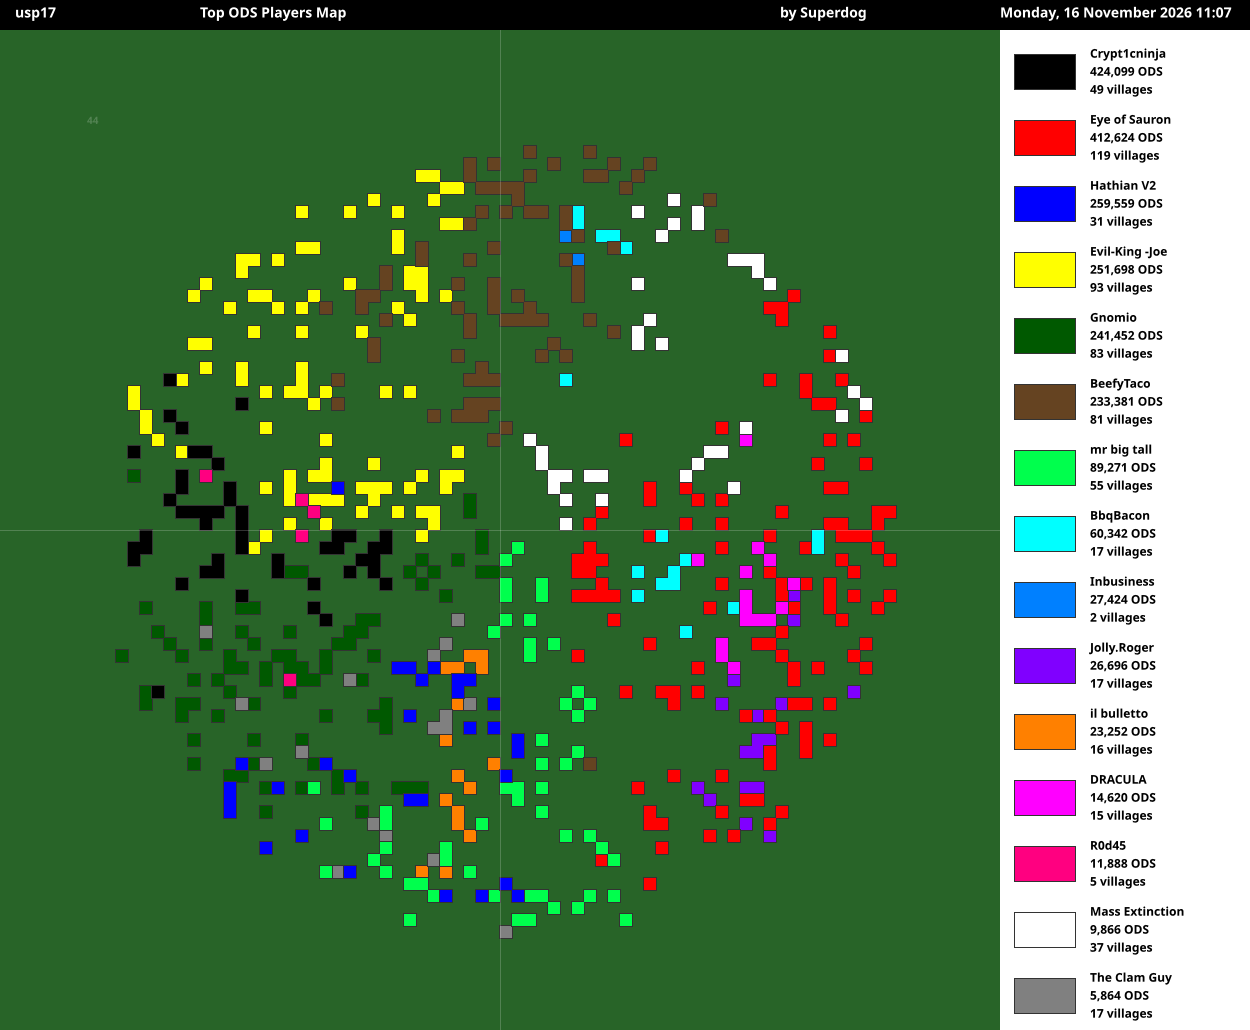 usp17 Top ODS Players Map by Superdog Monday, 16 November 2026 11:07
44
Crypt1cninja
424,099 ODS
49 villages
Eye of Sauron
412,624 ODS
119 villages
Hathian V2
259,559 ODS
31 villages
Evil-King -Joe
251,698 ODS
93 villages
Gnomio
241,452 ODS
83 villages
BeefyTaco
233,381 ODS
81 villages
mr big tall
89,271 ODS
55 villages
BbqBacon
60,342 ODS
17 villages
Inbusiness
27,424 ODS
2 villages
Jolly.Roger
26,696 ODS
17 villages
il bulletto
23,252 ODS
16 villages
DRACULA
14,620 ODS
15 villages
R0d45
11,888 ODS
5 villages
Mass Extinction
9,866 ODS
37 villages
The Clam Guy
5,864 ODS
17 villages